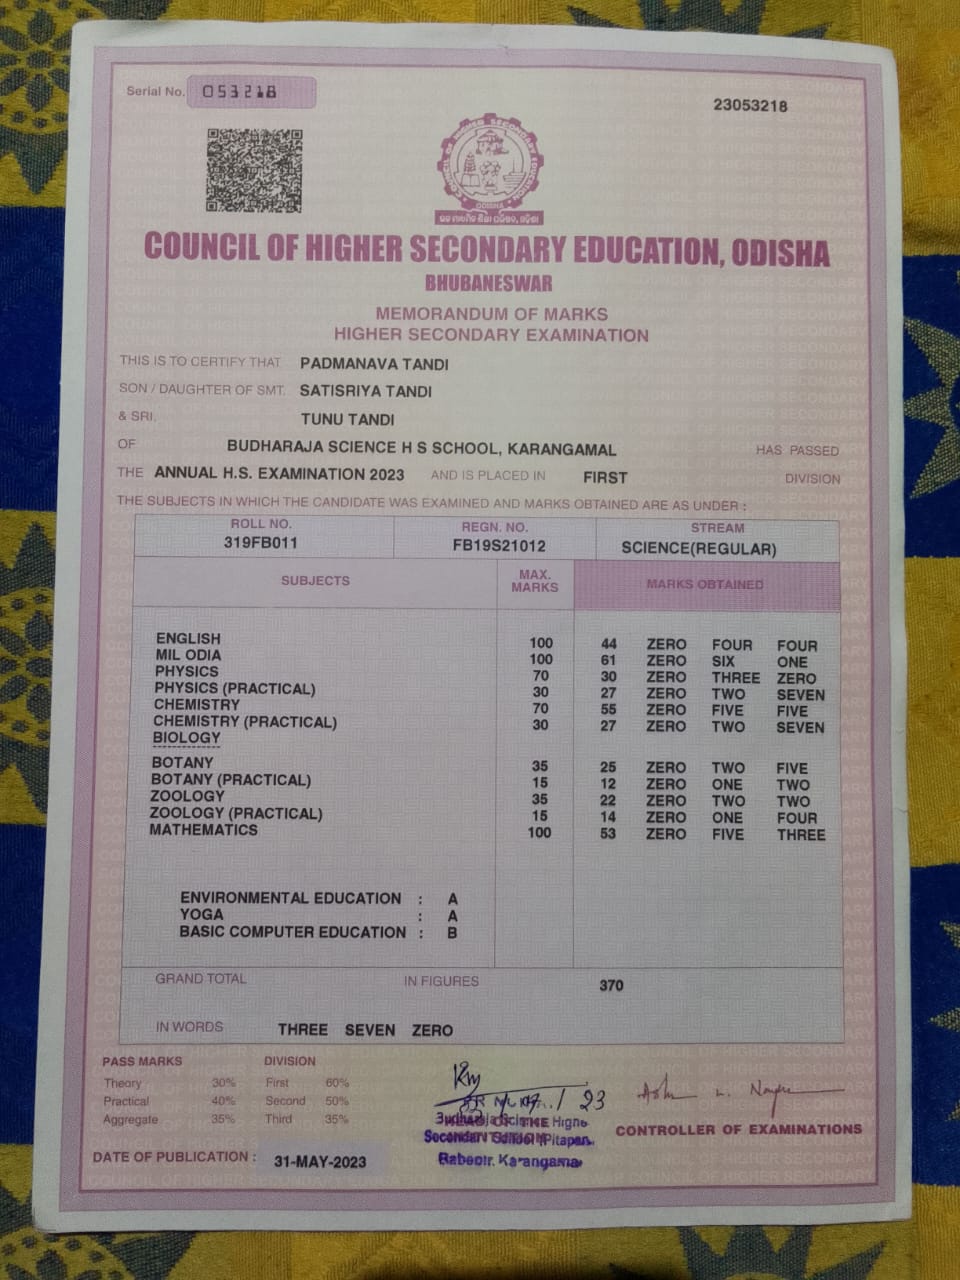 Serial No. 053218
23053218
COUNCIL OF HIGHER SECONDARY EDUCATION
ODISHA
COUNCIL OF HIGHER SECONDARY EDUCATION, ODISHA
BHUBANESWAR
MEMORANDUM OF MARKS
HIGHER SECONDARY EXAMINATION
THIS IS TO CERTIFY THAT PADMANAVA TANDI
SON / DAUGHTER OF SMT. SATISRIYA TANDI
& SRI. TUNU TANDI
OF BUDHARAJA SCIENCE H S SCHOOL, KARANGAMAL HAS PASSED
THE ANNUAL H.S. EXAMINATION 2023 AND IS PLACED IN FIRST DIVISION
THE SUBJECTS IN WHICH THE CANDIDATE WAS EXAMINED AND MARKS OBTAINED ARE AS UNDER :
ROLL NO. REGN. NO. STREAM
319FB011 FB19S21012 SCIENCE(REGULAR)
SUBJECTS MAX. MARKS MARKS OBTAINED
ENGLISH 100 44 ZERO FOUR FOUR
MIL ODIA 100 61 ZERO SIX ONE
PHYSICS 70 30 ZERO THREE ZERO
PHYSICS (PRACTICAL) 30 27 ZERO TWO SEVEN
CHEMISTRY 70 55 ZERO FIVE FIVE
CHEMISTRY (PRACTICAL) 30 27 ZERO TWO SEVEN
BIOLOGY
BOTANY 35 25 ZERO TWO FIVE
BOTANY (PRACTICAL) 15 12 ZERO ONE TWO
ZOOLOGY 35 22 ZERO TWO TWO
ZOOLOGY (PRACTICAL) 15 14 ZERO ONE FOUR
MATHEMATICS 100 53 ZERO FIVE THREE
ENVIRONMENTAL EDUCATION : A
YOGA : A
BASIC COMPUTER EDUCATION : B
GRAND TOTAL IN FIGURES 370
IN WORDS THREE SEVEN ZERO
PASS MARKS DIVISION
Theory 30% First 60%
Practical 40% Second 50%
Aggregate 35% Third 35%
CONTROLLER OF EXAMINATIONS
DATE OF PUBLICATION : 31-MAY-2023